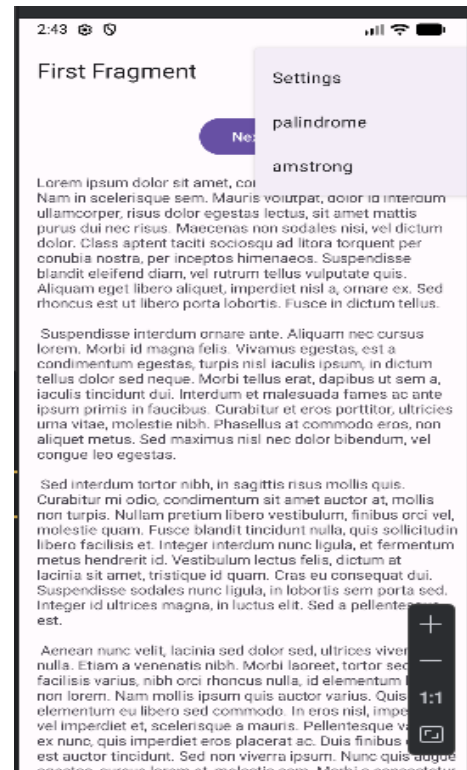 2:43
First Fragment
Settings
palindrome
amstrong
Lorem ipsum dolor sit amet,
Nam in scelerisque sem. Mauris volutpat, dolor id interdum
ullamcorper, risus dolor egestas lectus, sit amet mattis
purus dui nec risus. Maecenas non sodales nisi, vel dictum
dolor. Class aptent taciti sociosqu ad litora torquent per
conubia nostra, per inceptos himenaeos. Suspendisse
blandit eleifend diam, vel rutrum tellus vulputate quis.
Aliquam eget libero aliquet, imperdiet nisl a, ornare ex. Sed
rhoncus est ut libero porta lobortis. Fusce in dictum tellus.
Suspendisse interdum ornare ante. Aliquam nec cursus
lorem. Morbi id magna felis. Vivamus egestas, est a
condimentum egestas, turpis nisl iaculis ipsum, in dictum
tellus dolor sed neque. Morbi tellus erat, dapibus ut sem a,
iaculis tincidunt dui. Interdum et malesuada fames ac ante
ipsum primis in faucibus. Curabitur et eros porttitor, ultricies
urna vitae, molestie nibh. Phasellus at commodo eros, non
aliquet metus. Sed maximus nisl nec dolor bibendum, vel
congue leo egestas.
Sed interdum tortor nibh, in sagittis risus mollis quis.
Curabitur mi odio, condimentum sit amet auctor at, mollis
non turpis. Nullam pretium libero vestibulum, finibus orci vel,
molestie quam. Fusce blandit tincidunt nulla, quis sollicitudin
libero facilisis et. Integer interdum nunc ligula, et fermentum
metus hendrerit id. Vestibulum lectus felis, dictum at
lacinia sit amet, tristique id quam. Cras eu consequat dui.
Suspendisse sodales nunc ligula, in lobortis sem porta sed.
Integer id ultrices magna, in luctus elit. Sed a pellentesque
est.
Aenean nunc velit, lacinia sed dolor sed, ultrices
nulla. Etiam a venenatis nibh. Morbi laoreet, tortor sed
facilisis varius, nibh orci rhoncus nulla, id elementum
non lorem. Nam mollis ipsum quis auctor varius. Quis
elementum eu libero sed commodo. In eros nisl,
vel imperdiet et, scelerisque a mauris. Pellentesque
ex nunc, quis imperdiet eros placerat ac. Duis finibus
est auctor tincidunt. Sed non viverra ipsum. Nunc quis augue
1:1